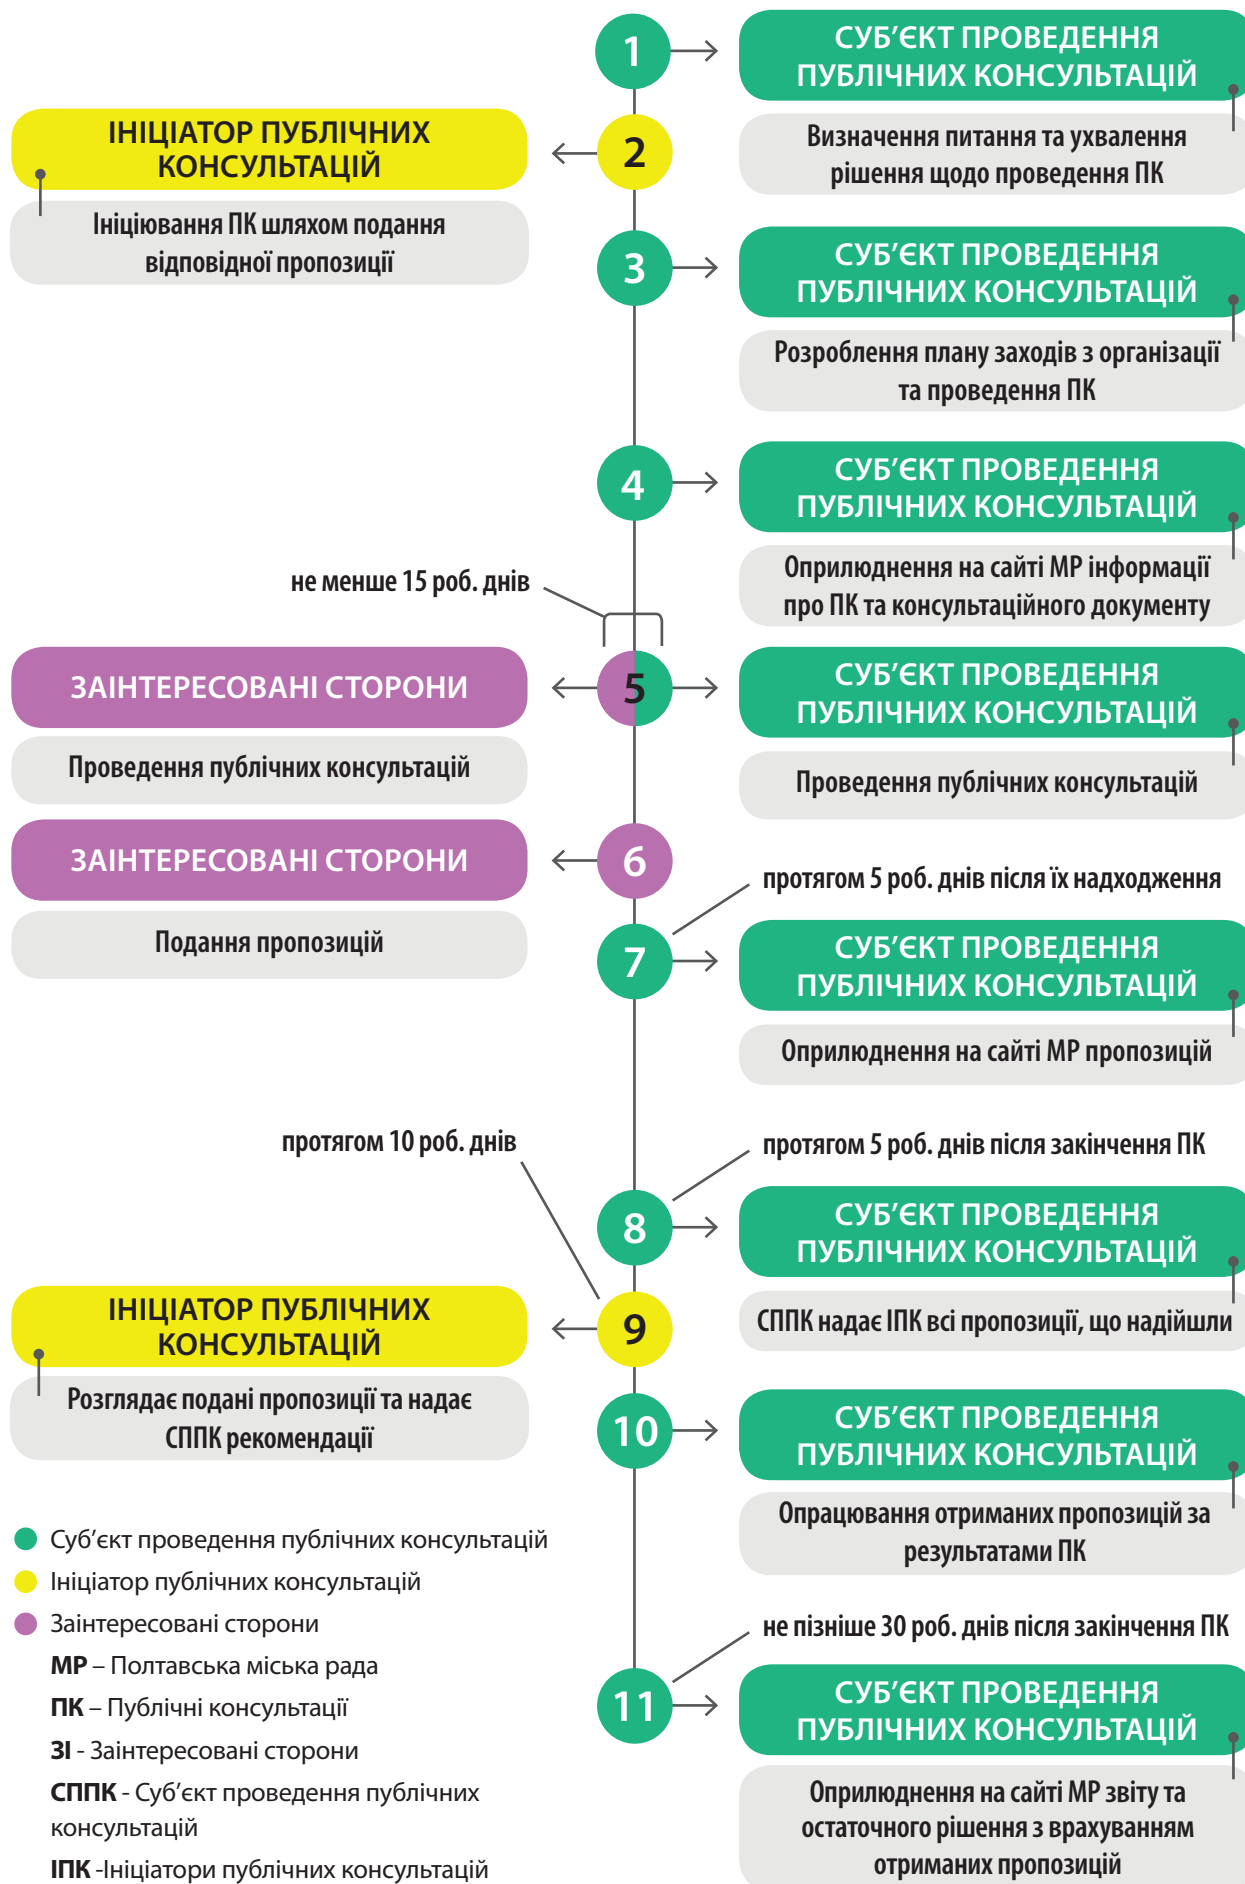 1
СУБ’ЄКТ ПРОВЕДЕННЯ
ПУБЛІЧНИХ КОНСУЛЬТАЦІЙ
Визначення питання та ухвалення
рішення щодо проведення ПК
ІНІЦІАТОР ПУБЛІЧНИХ
КОНСУЛЬТАЦІЙ
2
Ініціювання ПК шляхом подання
відповідної пропозиції
3
СУБ’ЄКТ ПРОВЕДЕННЯ
ПУБЛІЧНИХ КОНСУЛЬТАЦІЙ
Розроблення плану заходів з організації
та проведення ПК
4
СУБ’ЄКТ ПРОВЕДЕННЯ
ПУБЛІЧНИХ КОНСУЛЬТАЦІЙ
Оприлюднення на сайті МР інформації
про ПК та консультаційного документу
не менше 15 роб. днів
ЗАІНТЕРЕСОВАНІ СТОРОНИ
5
СУБ’ЄКТ ПРОВЕДЕННЯ
ПУБЛІЧНИХ КОНСУЛЬТАЦІЙ
Проведення публічних консультацій
Проведення публічних консультацій
ЗАІНТЕРЕСОВАНІ СТОРОНИ
6
Подання пропозицій
протягом 5 роб. днів після їх надходження
7
СУБ’ЄКТ ПРОВЕДЕННЯ
ПУБЛІЧНИХ КОНСУЛЬТАЦІЙ
Оприлюднення на сайті МР пропозицій
протягом 10 роб. днів
протягом 5 роб. днів після закінчення ПК
8
СУБ’ЄКТ ПРОВЕДЕННЯ
ПУБЛІЧНИХ КОНСУЛЬТАЦІЙ
СППК надає ІПК всі пропозиції, що надійшли
ІНІЦІАТОР ПУБЛІЧНИХ
КОНСУЛЬТАЦІЙ
9
Розглядає подані пропозиції та надає
СППК рекомендації
10
СУБ’ЄКТ ПРОВЕДЕННЯ
ПУБЛІЧНИХ КОНСУЛЬТАЦІЙ
Опрацювання отриманих пропозицій за
результатами ПК
не пізніше 30 роб. днів після закінчення ПК
11
СУБ’ЄКТ ПРОВЕДЕННЯ
ПУБЛІЧНИХ КОНСУЛЬТАЦІЙ
Оприлюднення на сайті МР звіту та
остаточного рішення з врахуванням
отриманих пропозицій
Суб’єкт проведення публічних консультацій
Ініціатор публічних консультацій
Заінтересовані сторони
МР – Полтавська міська рада
ПК – Публічні консультації
ЗІ - Заінтересовані сторони
СППК - Суб’єкт проведення публічних
консультацій
ІПК -Ініціатори публічних консультацій